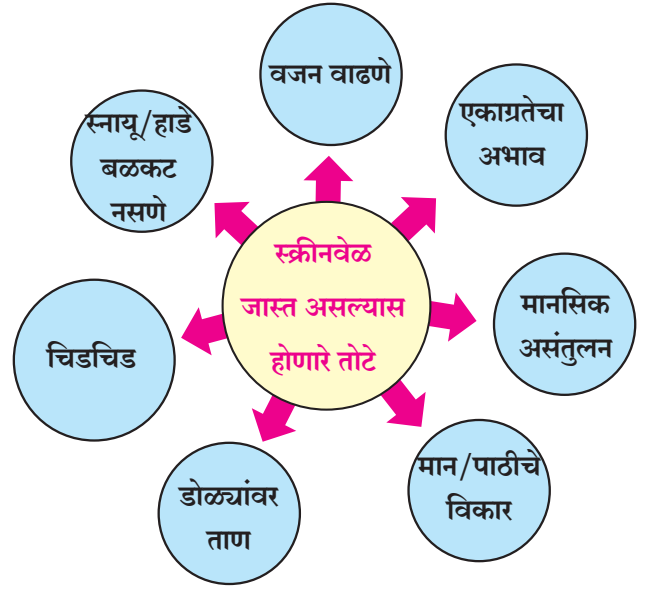 वजन वाढणे
एकाग्रतेचा
अभाव
स्नायू/हाडे
बळकट
नसणे
स्क्रीनवेळ
जास्त असल्यास
होणारे तोटे
मानसिक
असंतुलन
चिडचिड
मान/पाठीचे
विकार
डोळ्यांवर
ताण